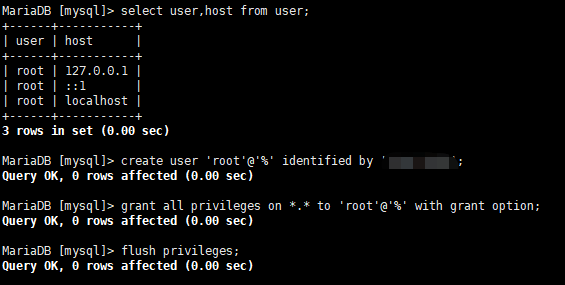 MariaDB [mysql]> select user,host from user;
+------+-----------+
| user | host      |
+------+-----------+
| root | 127.0.0.1 |
| root | ::1       |
| root | localhost |
+------+-----------+
3 rows in set (0.00 sec)
MariaDB [mysql]> create user 'root'@'%' identified by ' ';
Query OK, 0 rows affected (0.00 sec)
MariaDB [mysql]> grant all privileges on *.* to 'root'@'%' with grant option;
Query OK, 0 rows affected (0.00 sec)
MariaDB [mysql]> flush privileges;
Query OK, 0 rows affected (0.00 sec)